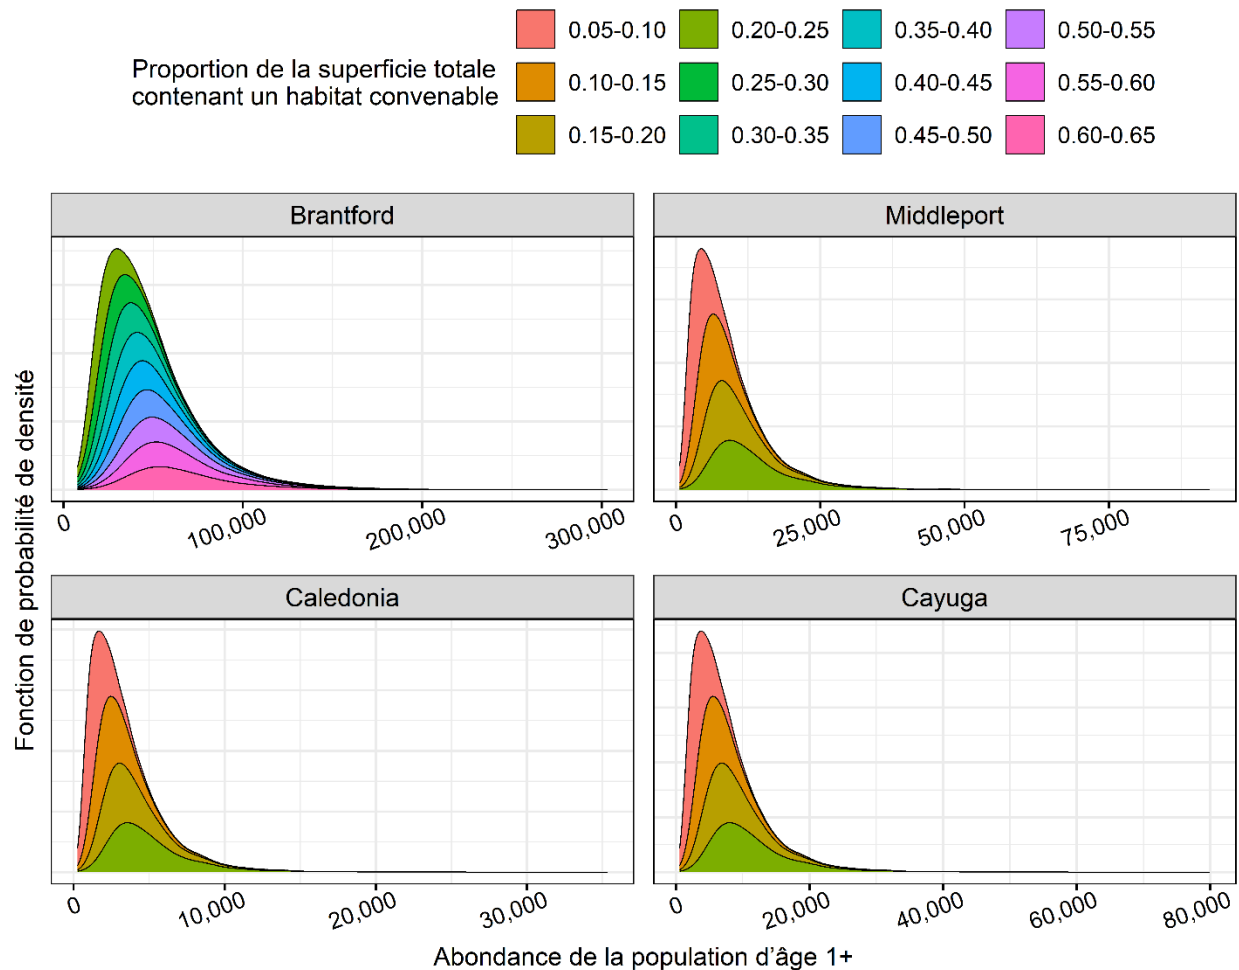 Proportion de la superficie totale
contenant un habitat convenable
0.05-0.10 0.20-0.25 0.35-0.40 0.50-0.55
0.10-0.15 0.25-0.30 0.40-0.45 0.55-0.60
0.15-0.20 0.30-0.35 0.45-0.50 0.60-0.65
Fonction de probabilité de densité
Brantford
0 100,000 200,000 300,000
Middleport
0 25,000 50,000 75,000
Caledonia
0 10,000 20,000 30,000
Cayuga
0 20,000 40,000 60,000 80,000
Abondance de la population d’âge 1+